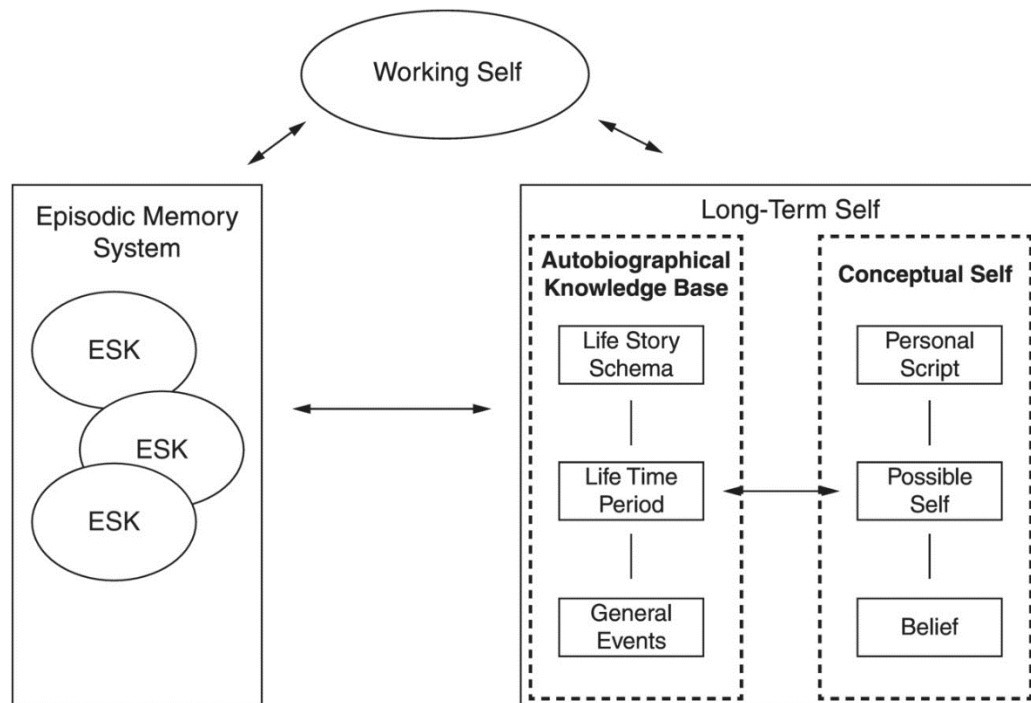 Working Self
Episodic Memory
System
ESK
ESK
ESK
Long-Term Self
Autobiographical
Knowledge Base
Life Story
Schema
Life Time
Period
General
Events
Conceptual Self
Personal
Script
Possible
Self
Belief